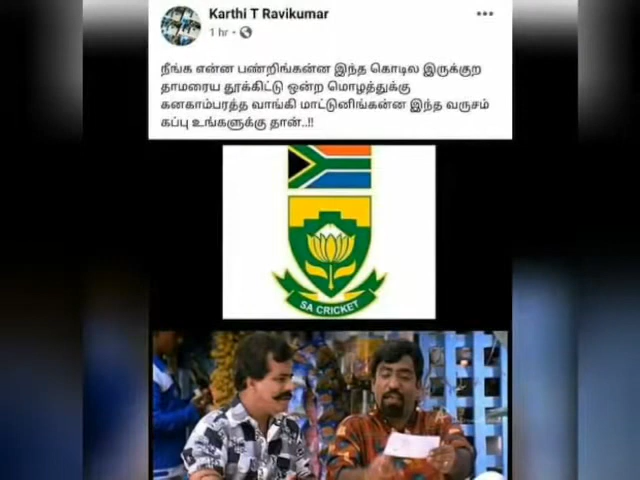 Karthi T Ravikumar
1 hr
நீங்க என்ன பண்றிங்கன்ன இந்த கொடில இருக்குற
தாமரைய தூக்கிட்டு ஒன்ற மொழத்துக்கு
கனகாம்பரத்த வாங்கி மாட்டுனிங்கன்ன இந்த வருசம்
கப்பு உங்களுக்கு தான்..!!
SA CRICKET